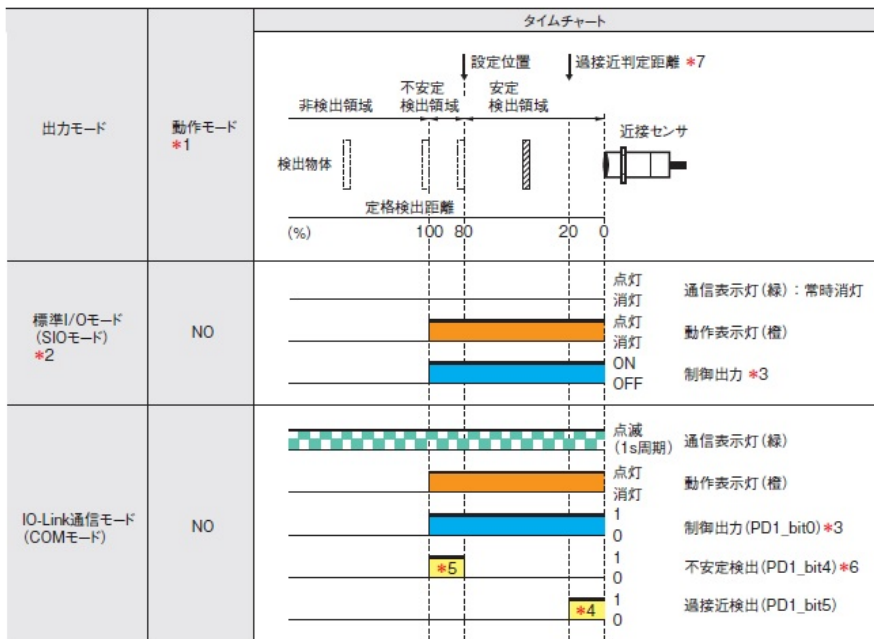 出力モード
動作モード
*1
タイムチャート
設定位置
過接近判定距離 *7
非検出領域
不安定
検出領域
安定
検出領域
近接センサ
検出物体
定格検出距離
(%)
100 80 20 0
標準I/Oモード
(SIOモード)
*2
NO
点灯
消灯
通信表示灯(緑):常時消灯
点灯
消灯
動作表示灯(橙)
ON
OFF
制御出力 *3
IO-Link通信モード
(COMモード)
NO
点滅
(1s周期)
通信表示灯(緑)
点灯
消灯
動作表示灯(橙)
1
0
制御出力(PD1_bit0)*3
*5
1
0
不安定検出(PD1_bit4)*6
*4
1
0
過接近検出(PD1_bit5)